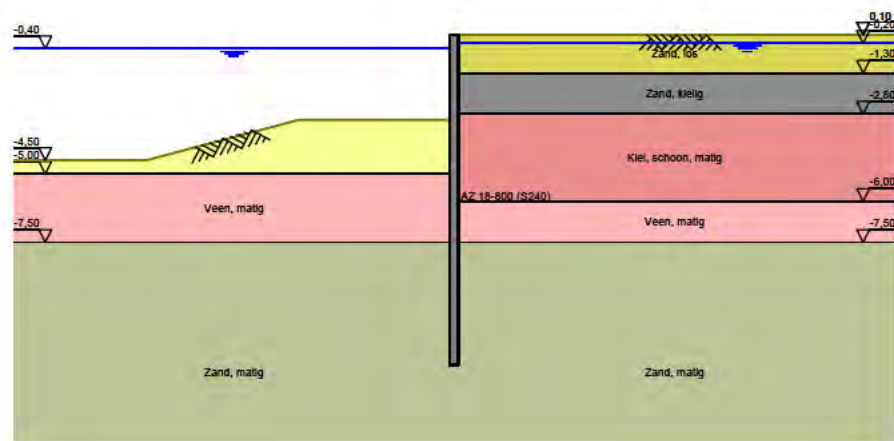 -0,40
0,10
-0,20
Zand, los
-1,30
Zand, kleiig
-2,80
-4,50
-5,00
Klei, schoon, matig
-6,00
AZ 18-800 (S240)
Veen, matig
Veen, matig
-7,50
-7,50
Zand, matig
Zand, matig